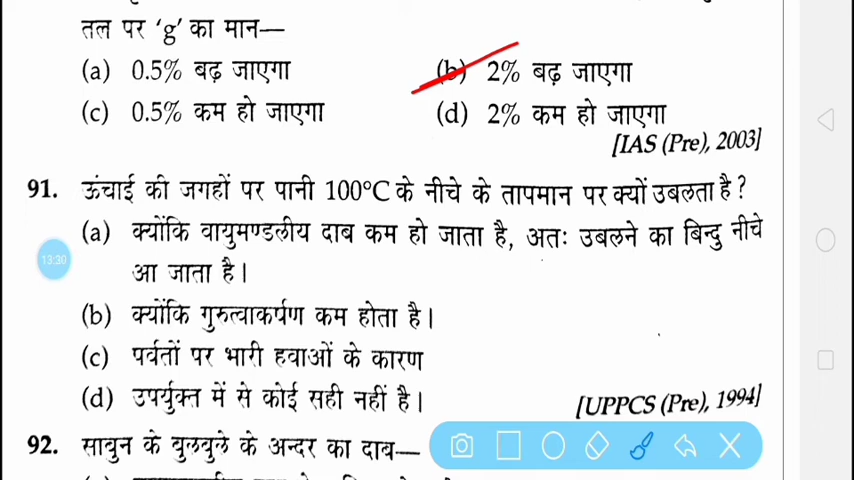 तल पर ‘g’ का मान—
(a) 0.5% बढ़ जाएगा (b) 2% बढ़ जाएगा
(c) 0.5% कम हो जाएगा (d) 2% कम हो जाएगा
[IAS (Pre), 2003]
91. ऊंचाई की जगहों पर पानी 100°C के नीचे के तापमान पर क्यों उबलता है?
(a) क्योंकि वायुमण्डलीय दाब कम हो जाता है, अतः उबलने का बिन्दु नीचे
13:30
आ जाता है।
(b) क्योंकि गुरुत्वाकर्षण कम होता है।
(c) पर्वतों पर भारी हवाओं के कारण
(d) उपर्युक्त में से कोई सही नहीं है।
[UPPCS (Pre), 1994]
92. साबुन के बुलबुले के अन्दर का दाब—